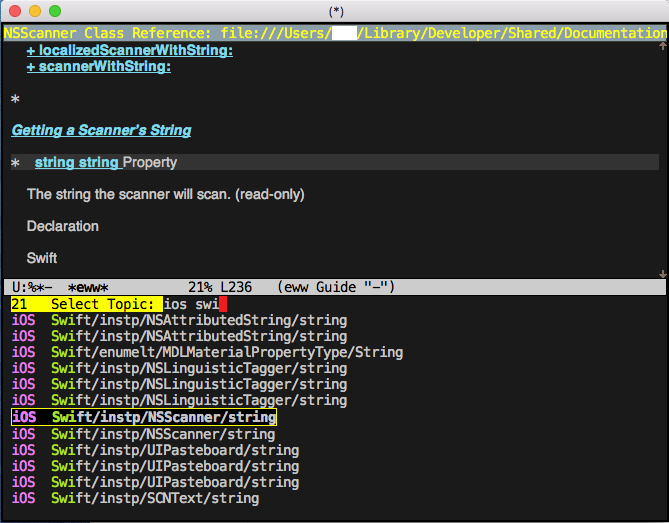 (*)
NSScanner Class Reference: file:///Users/ /Library/Developer/Shared/Documentation
+ localizedScannerWithString:
+ scannerWithString:
*
Getting a Scanner's String
* string string Property
The string the scanner will scan. (read-only)
Declaration
Swift
U:%*- *eww* 21% L236 (eww Guide "-")
21 Select Topic: ios swi
iOS Swift/instp/NSAttributedString/string
iOS Swift/instp/NSAttributedString/string
iOS Swift/enumelt/MDLMaterialPropertyType/String
iOS Swift/instp/NSLinguisticTagger/string
iOS Swift/instp/NSLinguisticTagger/string
iOS Swift/instp/NSLinguisticTagger/string
iOS Swift/instp/NSScanner/string
iOS Swift/instp/NSScanner/string
iOS Swift/instp/UIPasteboard/string
iOS Swift/instp/UIPasteboard/string
iOS Swift/instp/UIPasteboard/string
iOS Swift/instp/SCNText/string